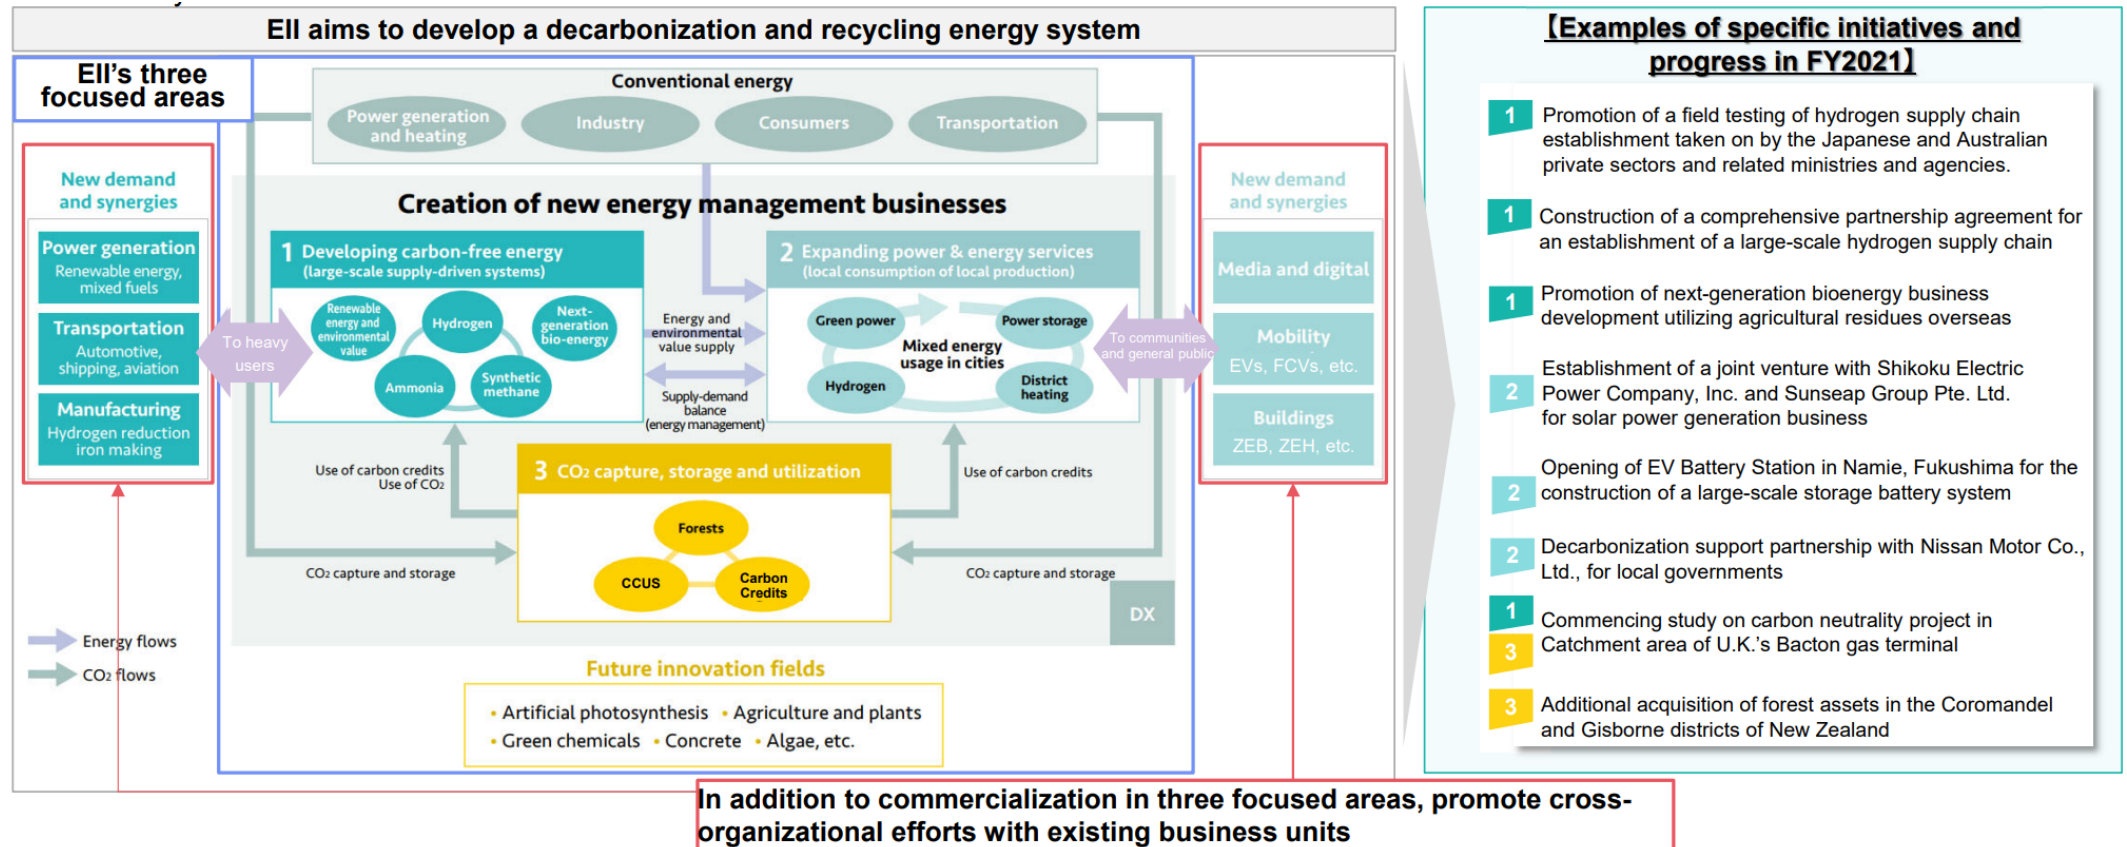 EII aims to develop a decarbonization and recycling energy system
EII's three
focused areas
Conventional energy
Power generation
and heating
Industry
Consumers
Transportation
New demand
and synergies
Power generation
Renewable energy,
mixed fuels
Transportation
Automotive,
shipping, aviation
Manufacturing
Hydrogen reduction
iron making
To heavy
users
Creation of new energy management businesses
1 Developing carbon-free energy
(large-scale supply-driven systems)
Renewable
energy and
environmental
value
Hydrogen
Next-
generation
bio-energy
Ammonia
Synthetic
methane
Energy and
environmental
value supply
Supply-demand
balance
(energy management)
2 Expanding power & energy services
(local consumption of local production)
Green power
Power storage
Mixed energy
usage in cities
Hydrogen
District
heating
To communities
and general public
New demand
and synergies
Media and digital
Mobility
EVs, FCVs, etc.
Buildings
ZEB, ZEH, etc.
Use of carbon credits
Use of CO₂
3 CO₂ capture, storage and utilization
Forests
CCUS
Carbon
Credits
Use of carbon credits
CO₂ capture and storage
CO₂ capture and storage
DX
Energy flows
CO₂ flows
Future innovation fields
• Artificial photosynthesis • Agriculture and plants
• Green chemicals • Concrete • Algae, etc.
In addition to commercialization in three focused areas, promote cross-
organizational efforts with existing business units
【Examples of specific initiatives and
progress in FY2021】
1 Promotion of a field testing of hydrogen supply chain
establishment taken on by the Japanese and Australian
private sectors and related ministries and agencies.
1 Construction of a comprehensive partnership agreement for
an establishment of a large-scale hydrogen supply chain
1 Promotion of next-generation bioenergy business
development utilizing agricultural residues overseas
2 Establishment of a joint venture with Shikoku Electric
Power Company, Inc. and Sunseap Group Pte. Ltd.
for solar power generation business
2 Opening of EV Battery Station in Namie, Fukushima for the
construction of a large-scale storage battery system
2 Decarbonization support partnership with Nissan Motor Co.,
Ltd., for local governments
1 Commencing study on carbon neutrality project in
3 Catchment area of U.K.'s Bacton gas terminal
3 Additional acquisition of forest assets in the Coromandel
and Gisborne districts of New Zealand